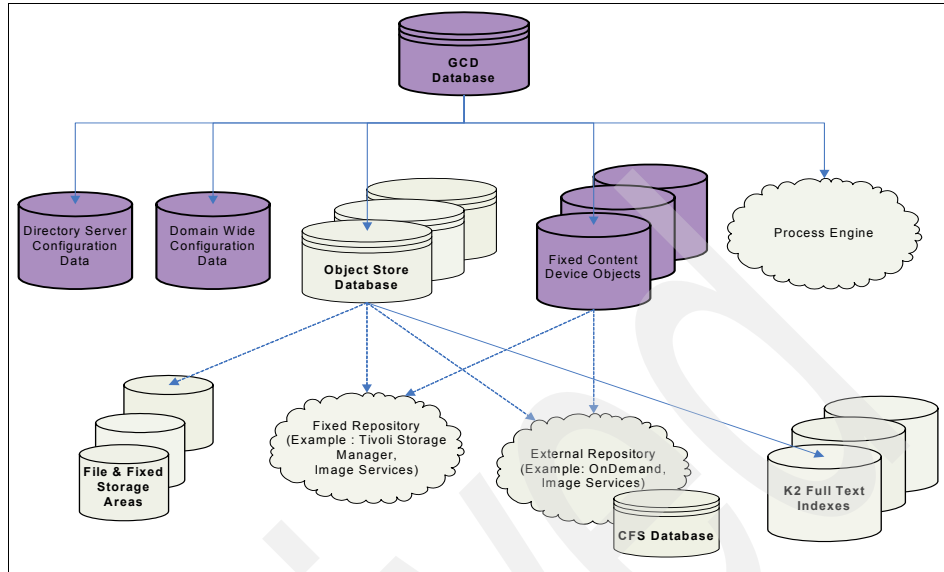 GCD
Database
Directory Server
Configuration
Data
Domain Wide
Configuration
Data
Object Store
Database
Fixed Content
Device Objects
Process Engine
File & Fixed
Storage
Areas
Fixed Repository
(Example : Tivoli Storage
Manager,
Image Services)
External Repository
(Example: OnDemand,
Image Services)
CFS Database
K2 Full Text
Indexes